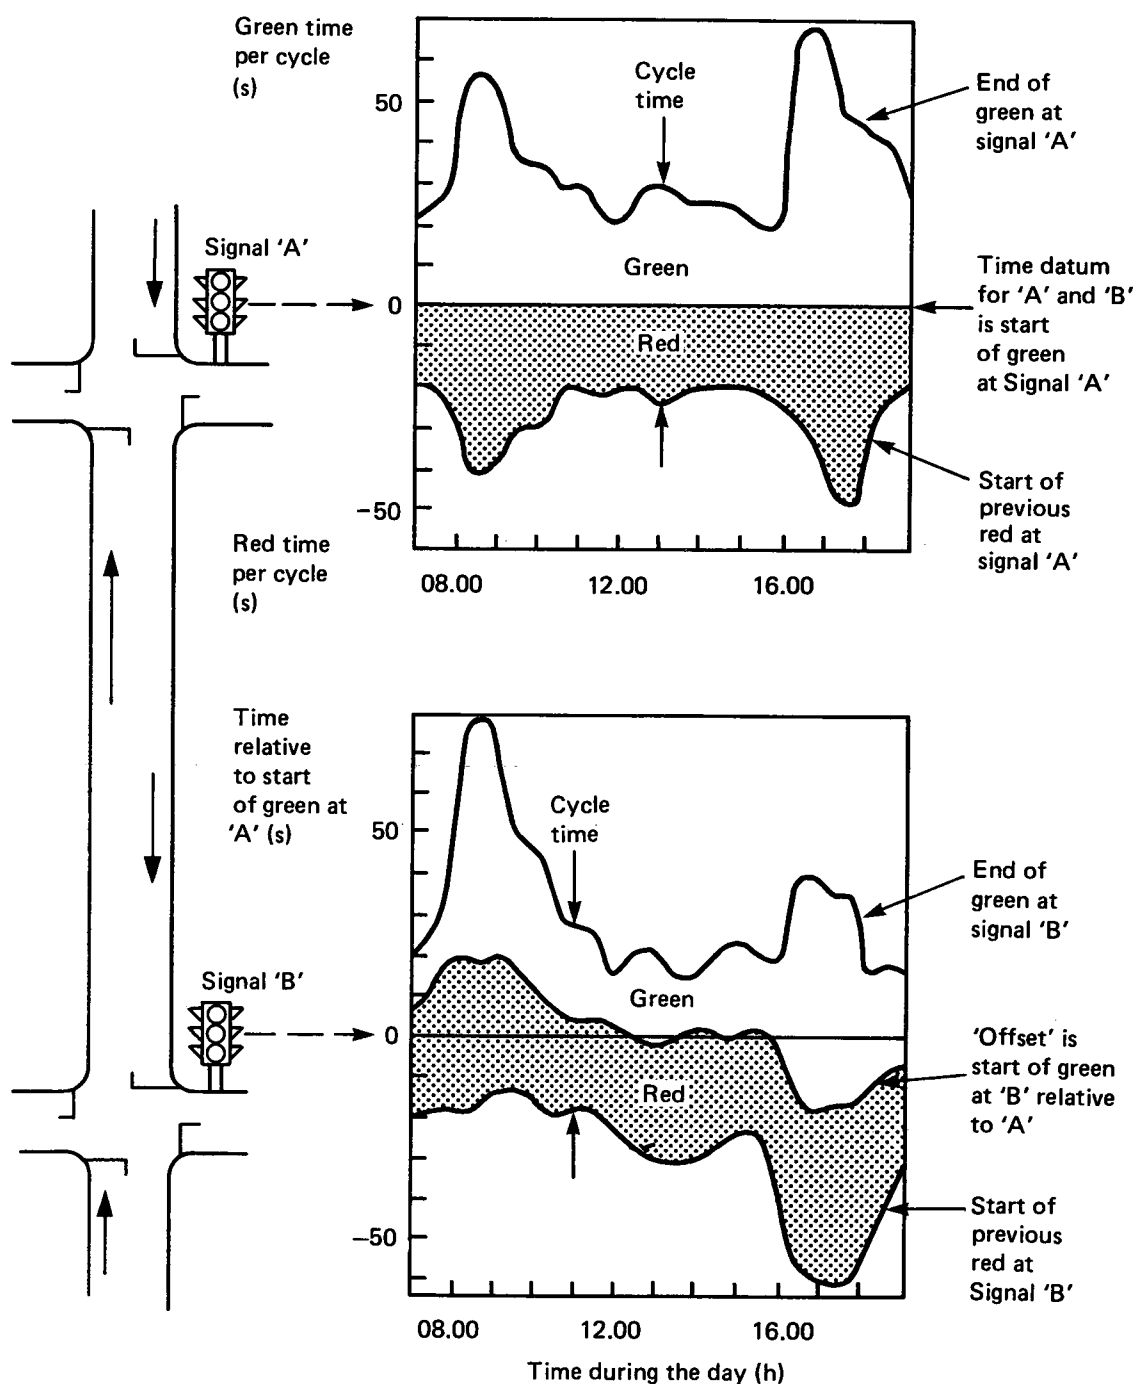 Green time
per cycle
(s)
50
Cycle
time
End of
green at
signal ‘A’
Signal ‘A’
Green
0
Time datum
for ‘A’ and ‘B’
is start
of green
at Signal ‘A’
Red
−50
Start of
previous
red at
signal ‘A’
Red time
per cycle
(s)
08.00 12.00 16.00
Time
relative
to start
of green at
‘A’ (s)
50
Cycle
time
End of
green at
signal ‘B’
Signal ‘B’
Green
0
‘Offset’ is
start of green
at ‘B’ relative
to ‘A’
Red
−50
Start of
previous
red at
Signal ‘B’
08.00 12.00 16.00
Time during the day (h)